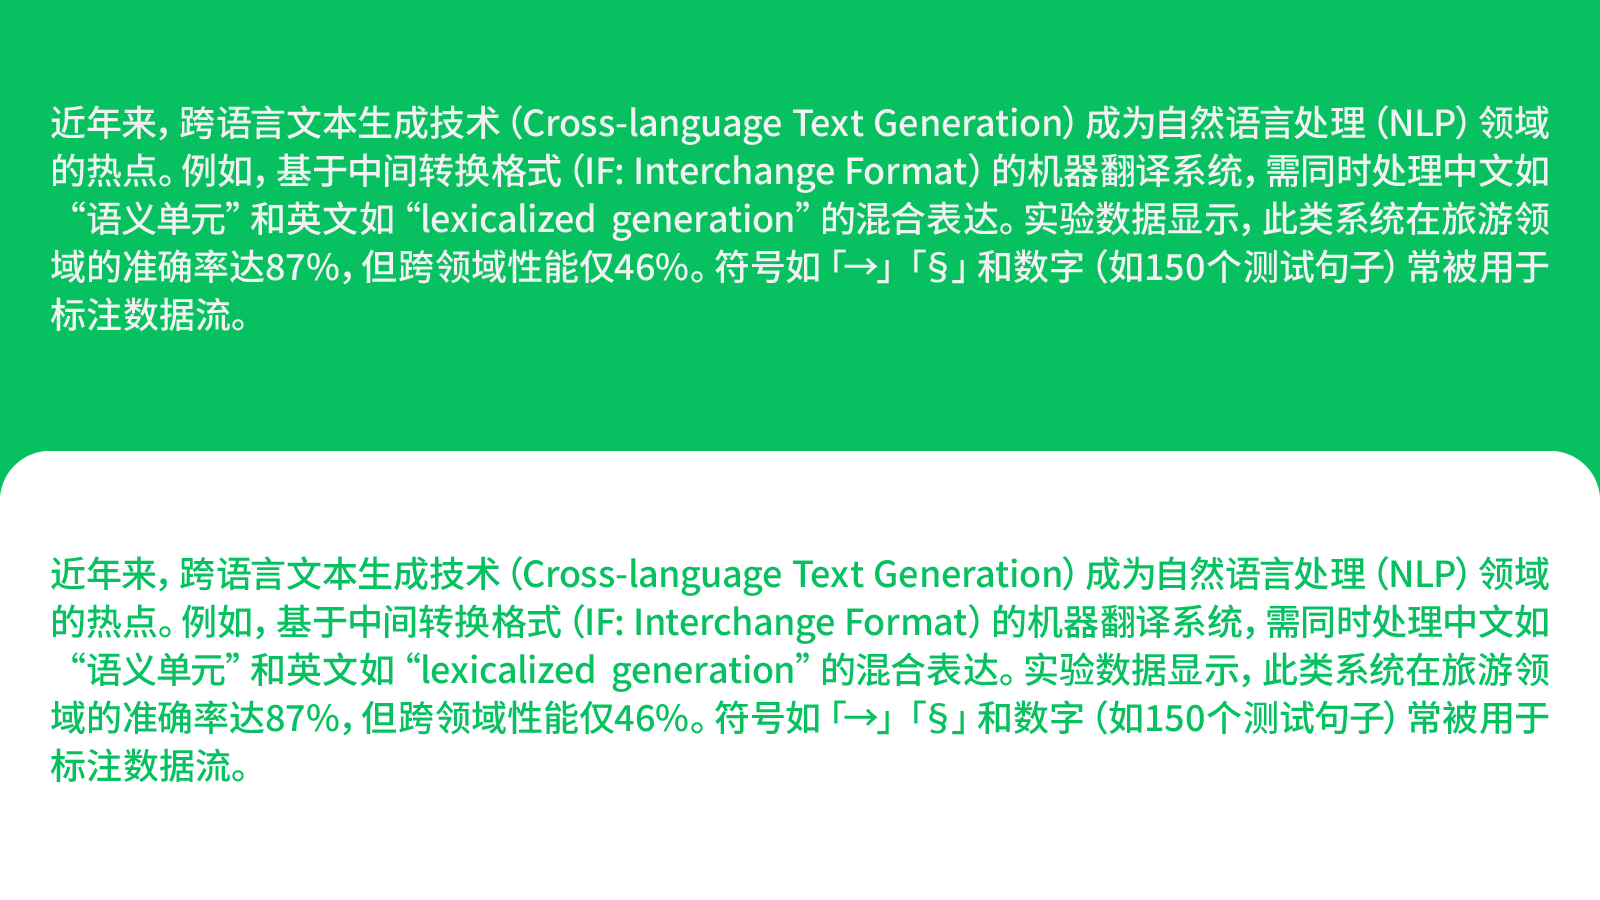 近年来，跨语言文本生成技术（Cross-language Text Generation）成为自然语言处理（NLP）领域
的热点。例如，基于中间转换格式（IF: Interchange Format）的机器翻译系统，需同时处理中文如
“语义单元”和英文如“lexicalized generation”的混合表达。实验数据显示，此类系统在旅游领
域的准确率达87%，但跨领域性能仅46%。符号如「→」「§」和数字（如150个测试句子）常被用于
标注数据流。
近年来，跨语言文本生成技术（Cross-language Text Generation）成为自然语言处理（NLP）领域
的热点。例如，基于中间转换格式（IF: Interchange Format）的机器翻译系统，需同时处理中文如
“语义单元”和英文如“lexicalized generation”的混合表达。实验数据显示，此类系统在旅游领
域的准确率达87%，但跨领域性能仅46%。符号如「→」「§」和数字（如150个测试句子）常被用于
标注数据流。